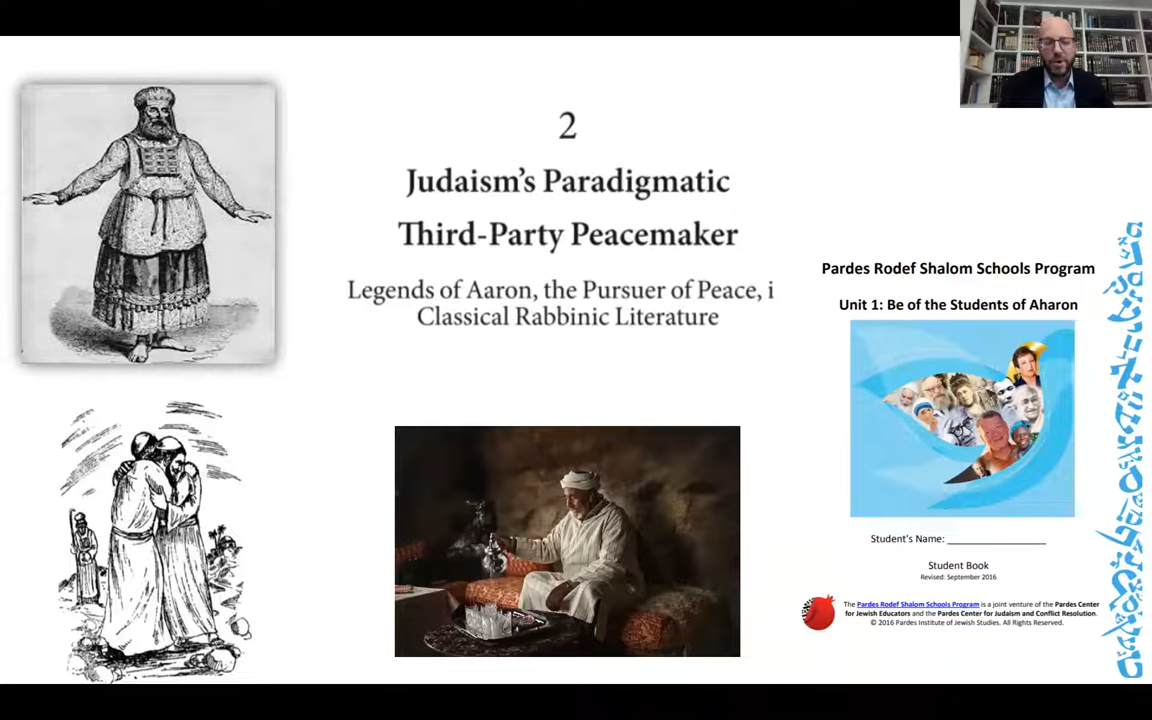 2
Judaism's Paradigmatic
Third-Party Peacemaker
Legends of Aaron, the Pursuer of Peace, i
Classical Rabbinic Literature
Pardes Rodef Shalom Schools Program
Unit 1: Be of the Students of Aharon
Student's Name: ____________________
Student Book
Revised: September 2016
The Pardes Rodef Shalom Schools Program is a joint venture of the Pardes Center
for Jewish Educators and the Pardes Center for Judaism and Conflict Resolution.
© 2016 Pardes Institute of Jewish Studies. All Rights Reserved.